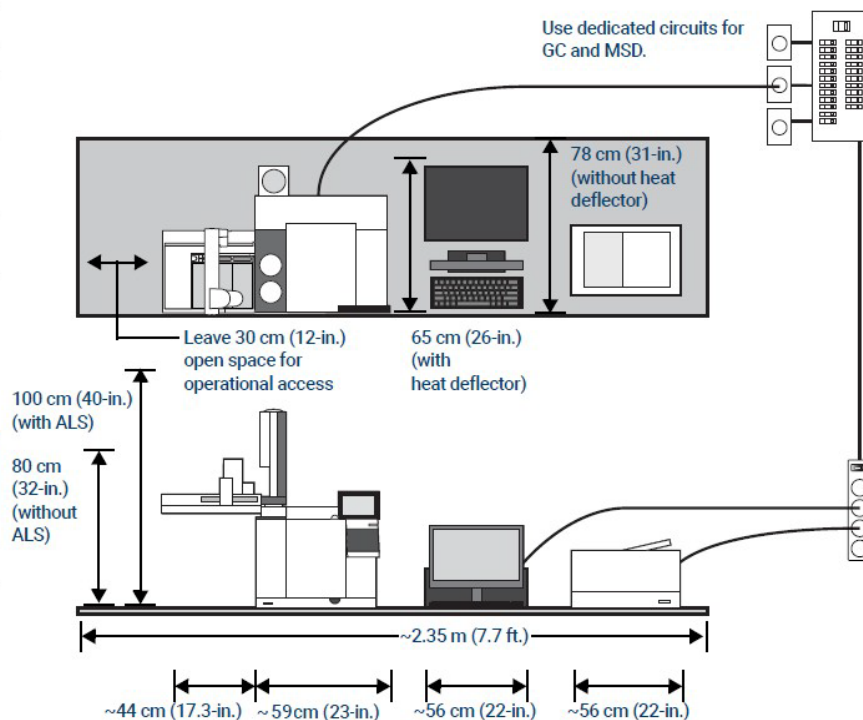 Use dedicated circuits for
GC and MSD.
78 cm (31-in.)
(without heat
deflector)
Leave 30 cm (12-in.)
open space for
operational access
65 cm (26-in.)
(with
heat deflector)
100 cm (40-in.)
(with ALS)
80 cm
(32-in.)
(without
ALS)
~2.35 m (7.7 ft.)
~44 cm (17.3-in.)
~ 59cm (23-in.)
~56 cm (22-in.)
~56 cm (22-in.)